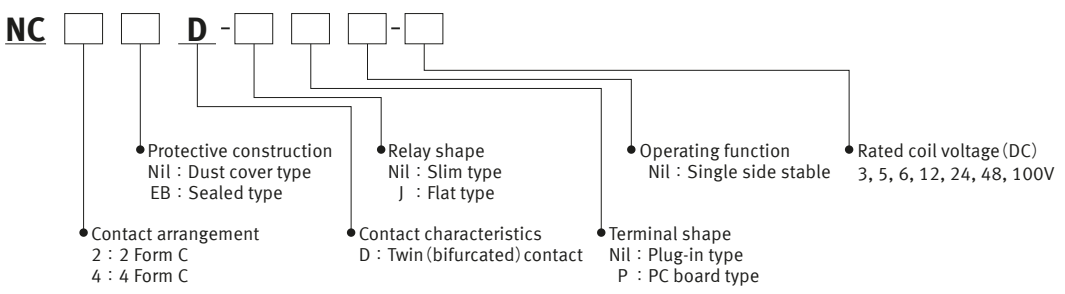 NC D - -
Protective construction
Nil : Dust cover type
EB : Sealed type
Relay shape
Nil : Slim type
J : Flat type
Operating function
Nil : Single side stable
Rated coil voltage (DC)
3, 5, 6, 12, 24, 48, 100V
Contact arrangement
2 : 2 Form C
4 : 4 Form C
Contact characteristics
D : Twin (bifurcated) contact
Terminal shape
Nil : Plug-in type
P : PC board type